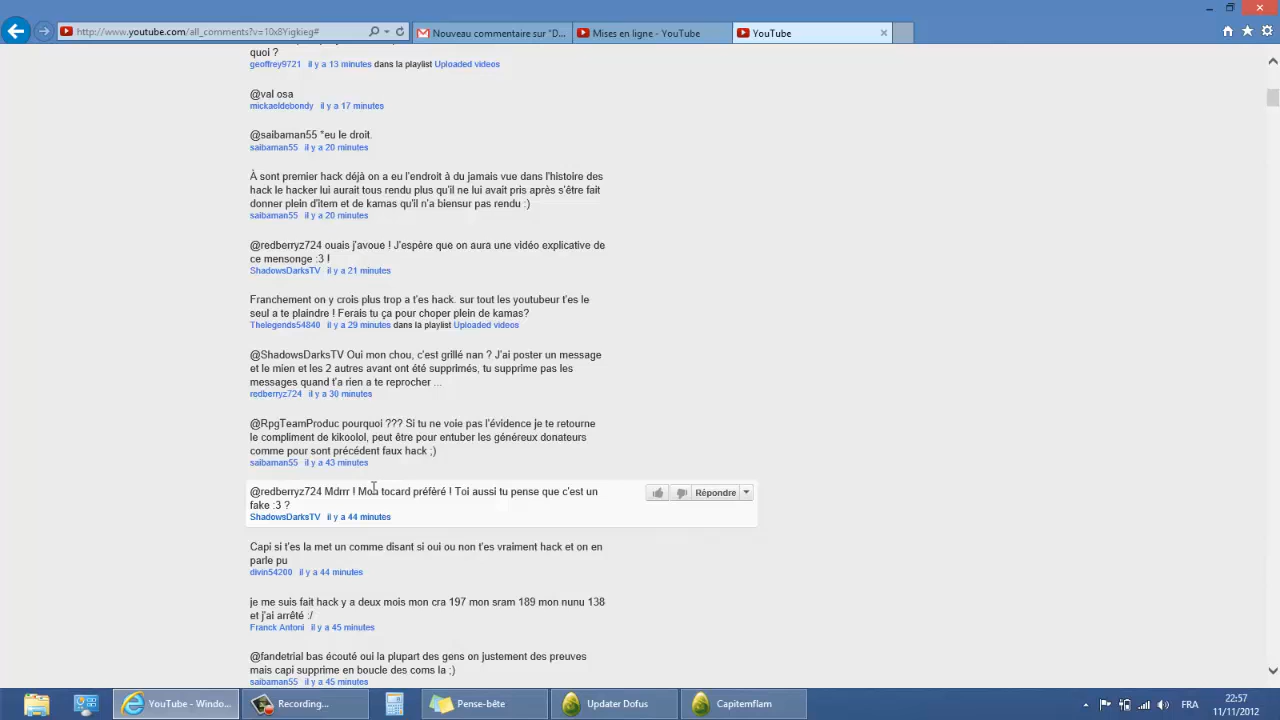 http://www.youtube.com/all_comments?v=10x8Yigkieg#
Nouveau commentaire sur "D...
Mises en ligne - YouTube
YouTube
quoi ?
geoffrey9721 il y a 13 minutes dans la playlist Uploaded videos
@val osa
mickaeldebondy il y a 17 minutes
@saibaman55 *eu le droit.
saibaman55 il y a 20 minutes
À sont premier hack déjà on a eu l'endroit à du jamais vue dans l'histoire des
hack le hacker lui aurait tous rendu plus qu'il ne lui avait pris après s'être fait
donner plein d'item et de kamas qu'il n'a biensur pas rendu :)
saibaman55 il y a 20 minutes
@redberryz724 ouais j'avoue ! J'espère que on aura une vidéo explicative de
ce mensonge :3 !
ShadowsDarksTV il y a 21 minutes
Franchement on y crois plus trop a t'es hack. sur tout les youtubeur t'es le
seul a te plaindre ! Ferais tu ça pour choper plein de kamas?
Thelegends54840 il y a 29 minutes dans la playlist Uploaded videos
@ShadowsDarksTV Oui mon chou, c'est grillé nan ? J'ai poster un message
et le mien et les 2 autres avant ont été supprimés, tu supprime pas les
messages quand t'a rien a te reprocher ...
redberryz724 il y a 30 minutes
@RpgTeamProduc pourquoi ??? Si tu ne voie pas l'évidence je te retourne
le compliment de kikoolol, peut être pour entuber les généreux donateurs
comme pour sont précédent faux hack ;)
saibaman55 il y a 43 minutes
@redberryz724 Mdrrr ! Mon tocard préfèré ! Toi aussi tu pense que c'est un
fake :3 ?
Répondre
ShadowsDarksTV il y a 44 minutes
Capi si t'es la met un comme disant si oui ou non t'es vraiment hack et on en
parle pu
divin54200 il y a 44 minutes
je me suis fait hack y a deux mois mon cra 197 mon sram 189 mon nunu 138
et j'ai arrêté :/
Franck Antoni il y a 45 minutes
@fandetrial bas écouté oui la plupart des gens on justement des preuves
mais capi supprime en boucle des coms la ;)
saibaman55 il y a 45 minutes
YouTube - Windo...
Recording...
Pense-bête
Updater Dofus
Capitemflam
FRA
22:57
11/11/2012